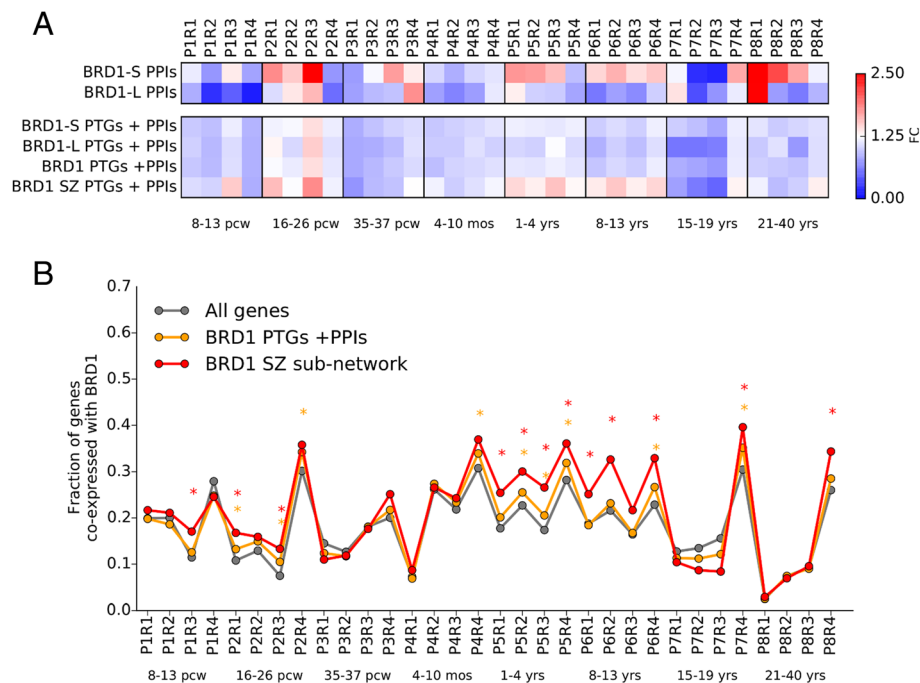 A
P1R1 P1R2 P1R3 P1R4 P2R1 P2R2 P2R3 P2R4 P3R1 P3R2 P3R3 P3R4 P4R1 P4R2 P4R3 P4R4 P5R1 P5R2 P5R3 P5R4 P6R1 P6R2 P6R3 P6R4 P7R1 P7R2 P7R3 P7R4 P8R1 P8R2 P8R3 P8R4
BRD1-S PPIs
BRD1-L PPIs
BRD1-S PTGs + PPIs
BRD1-L PTGs + PPIs
BRD1 PTGs +PPIs
BRD1 SZ PTGs + PPIs
8-13 pcw 16-26 pcw 35-37 pcw 4-10 mos 1-4 yrs 8-13 yrs 15-19 yrs 21-40 yrs
2.50
1.25
0.00
FC
B
0.7
0.6
0.5
0.4
0.3
0.2
0.1
0.0
Fraction of genes
co-expressed with BRD1
All genes
BRD1 PTGs +PPIs
BRD1 SZ sub-network
* * * * * * * * * * * * * * * * * * * * *
P1R1 P1R2 P1R3 P1R4 P2R1 P2R2 P2R3 P2R4 P3R1 P3R2 P3R3 P3R4 P4R1 P4R2 P4R3 P4R4 P5R1 P5R2 P5R3 P5R4 P6R1 P6R2 P6R3 P6R4 P7R1 P7R2 P7R3 P7R4 P8R1 P8R2 P8R3 P8R4
8-13 pcw 16-26 pcw 35-37 pcw 4-10 mos 1-4 yrs 8-13 yrs 15-19 yrs 21-40 yrs